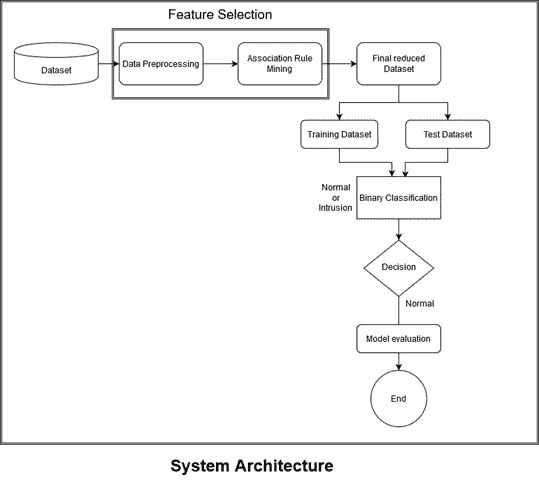 Feature Selection
Dataset
Data Preprocessing
Association Rule
Mining
Final reduced
Dataset
Training Dataset
Test Dataset
Normal
or
Intrusion
Binary Classification
Decision
Normal
Model evaluation
End
System Architecture